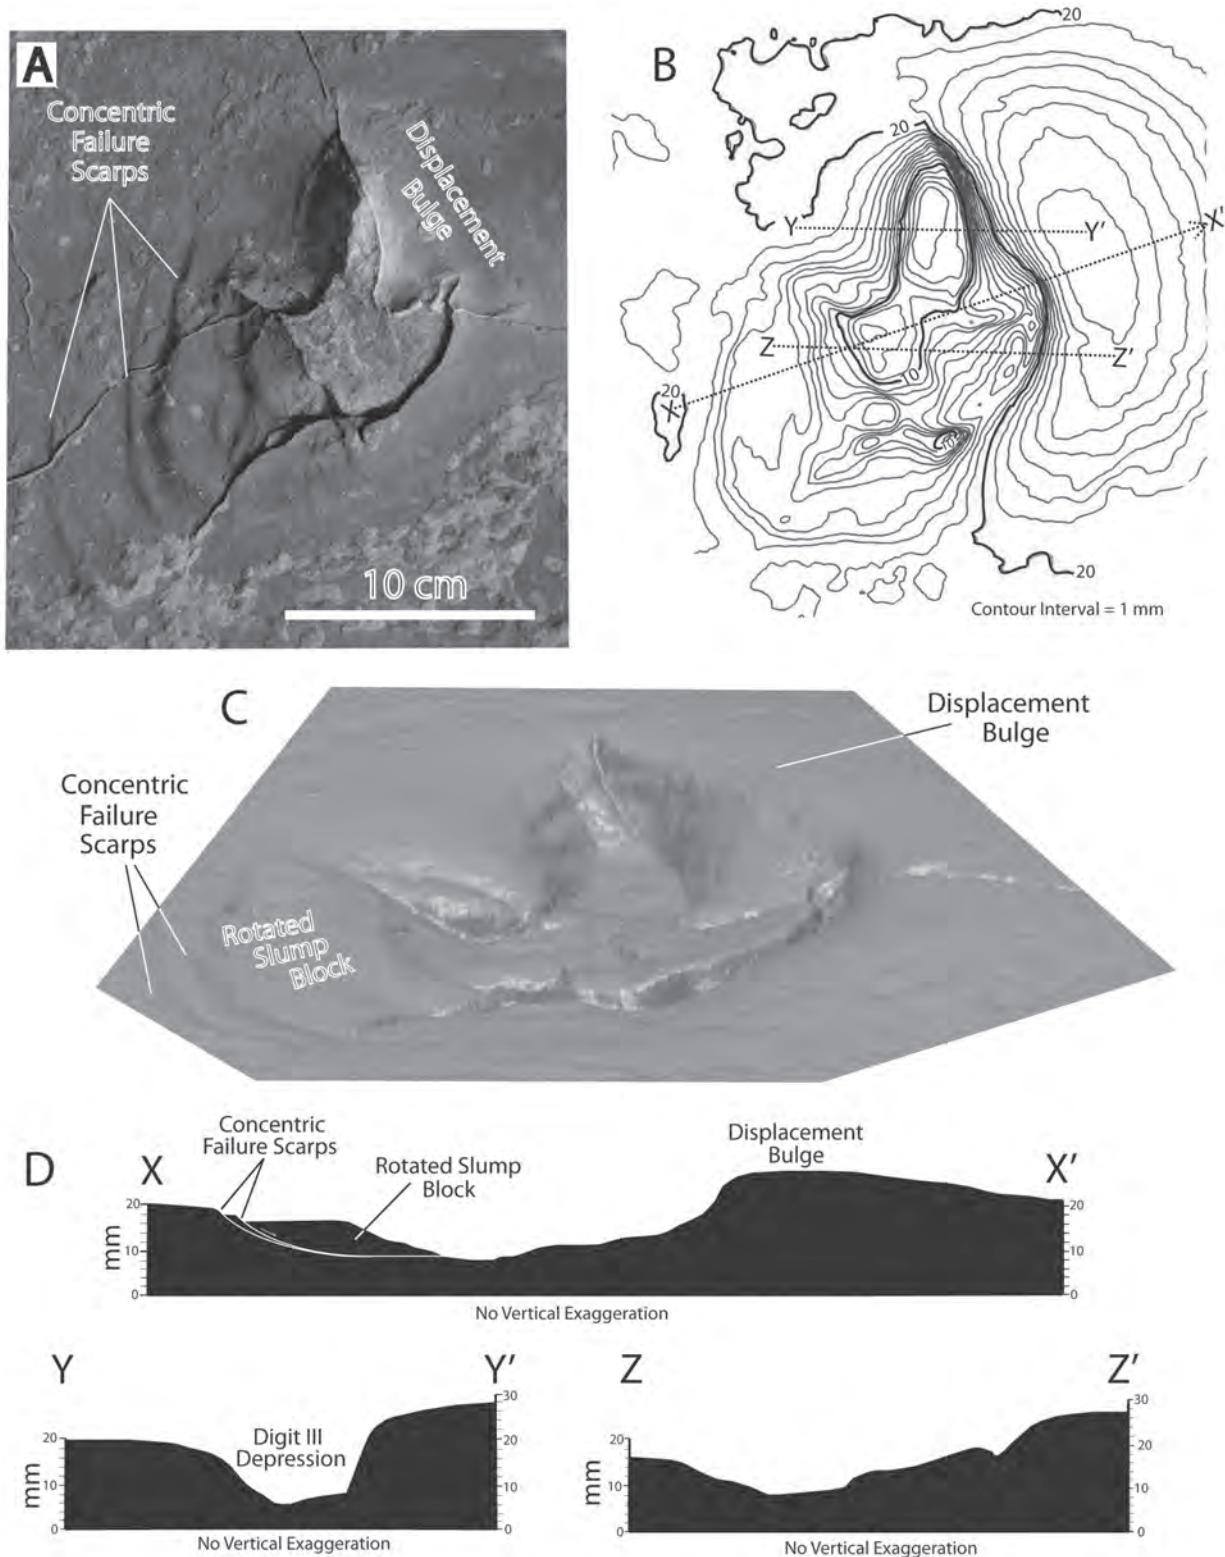 A
Concentric
Failure
Scarps
Displacement
Bulge
10 cm
B
20
20
Y
Y'
X'
Z
Z'
20
X
10
20
Contour Interval = 1 mm
C
Displacement
Bulge
Concentric
Failure
Scarps
Rotated
Slump
Block
D
X
Concentric
Failure Scarps
Rotated Slump
Block
Displacement
Bulge
X'
20
10
0
mm
20
10
0
No Vertical Exaggeration
Y
Y'
Digit III
Depression
20
10
0
mm
30
20
10
0
No Vertical Exaggeration
Z
Z'
20
10
0
mm
30
20
10
0
No Vertical Exaggeration